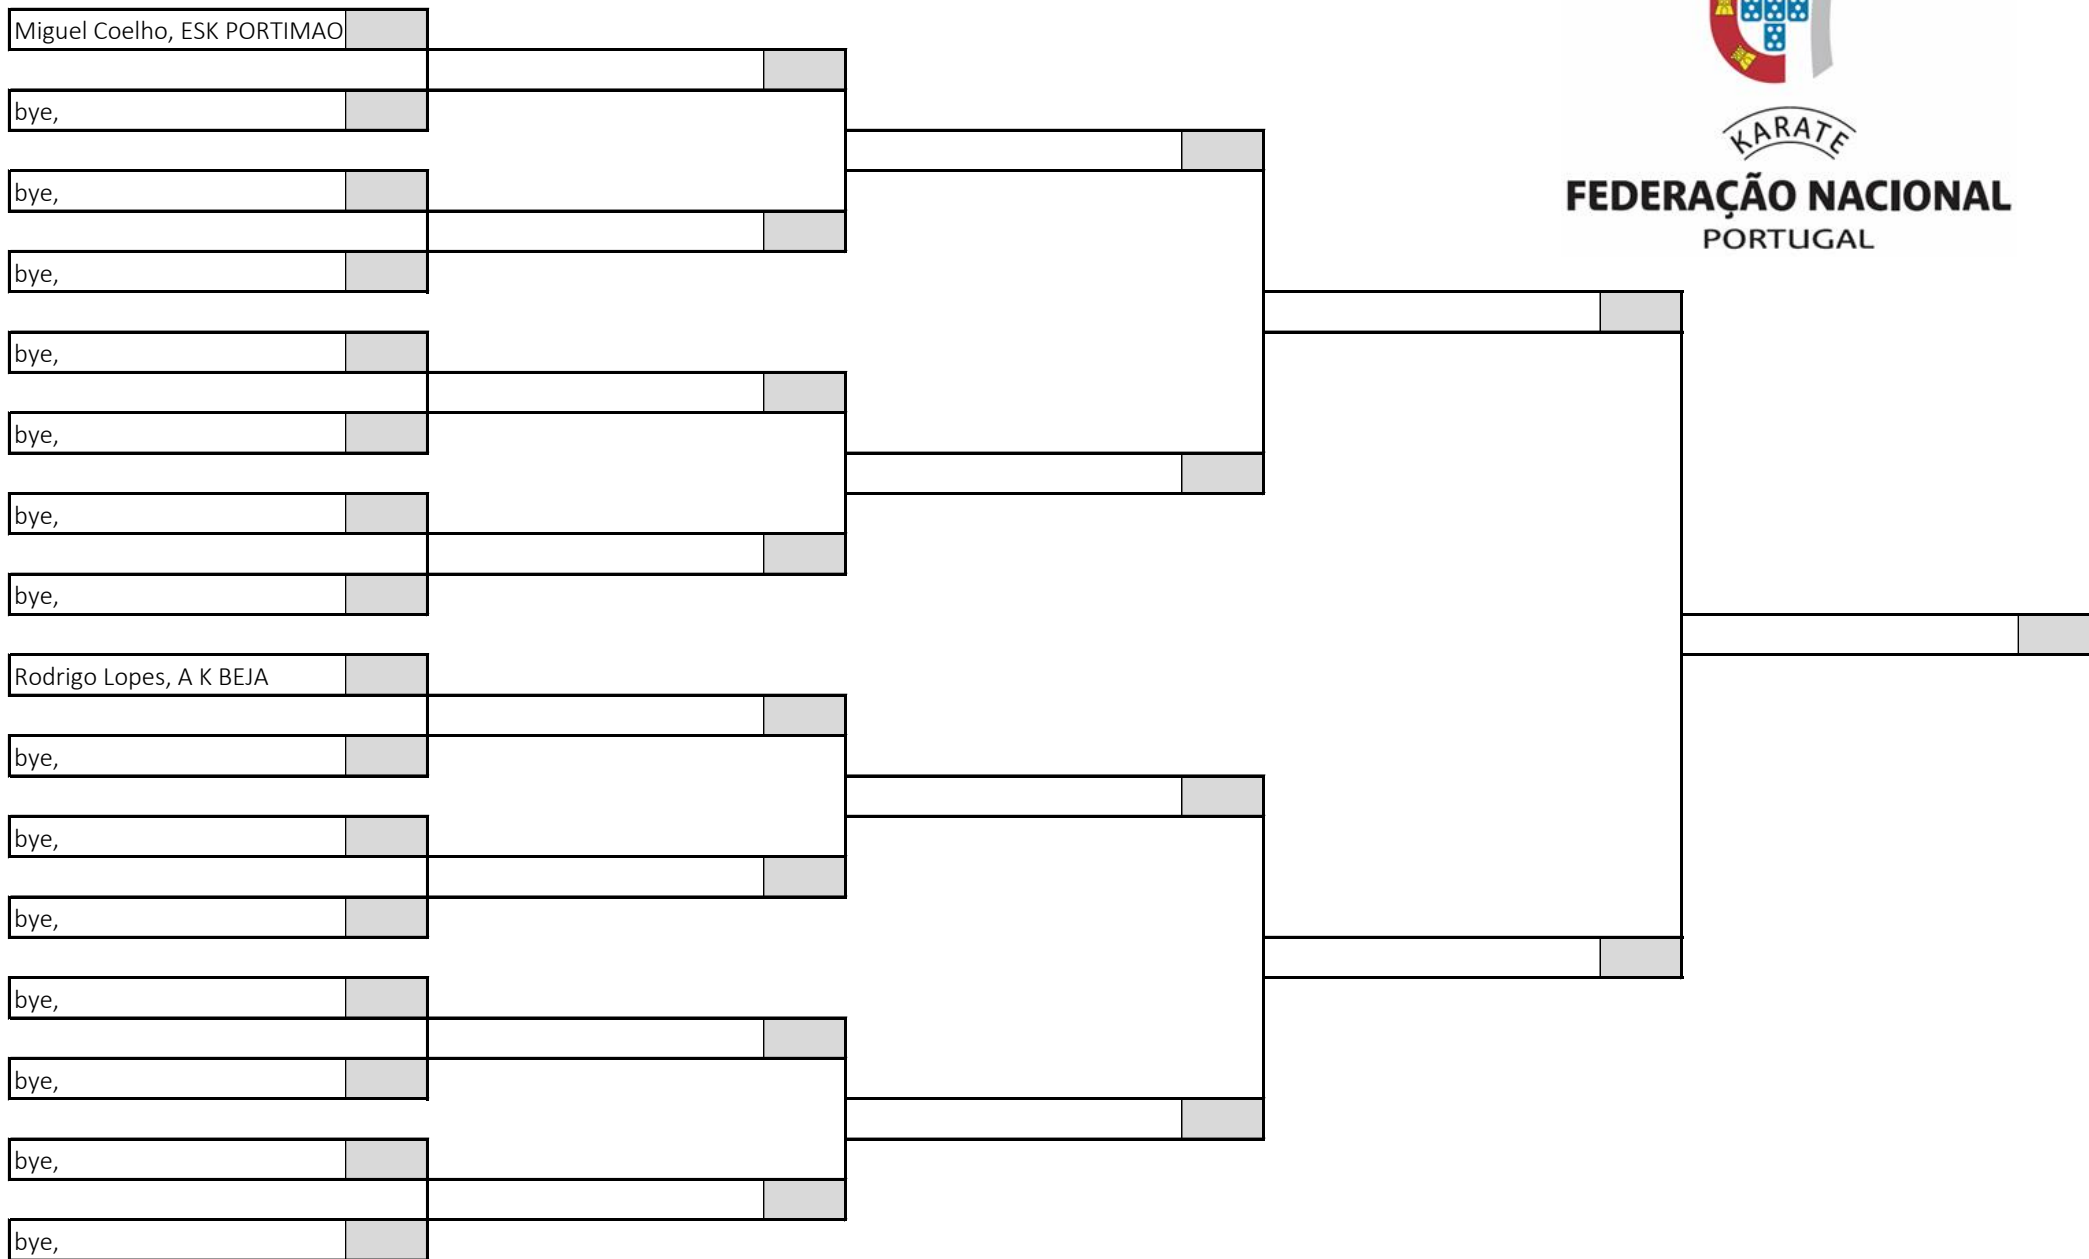 Miguel Coelho, ESK PORTIMAO
bye,
bye,
bye,
bye,
bye,
bye,
bye,
Rodrigo Lopes, A K BEJA
bye,
bye,
bye,
bye,
bye,
bye,
bye,
KARATE
FEDERAÇÃO NACIONAL
PORTUGAL